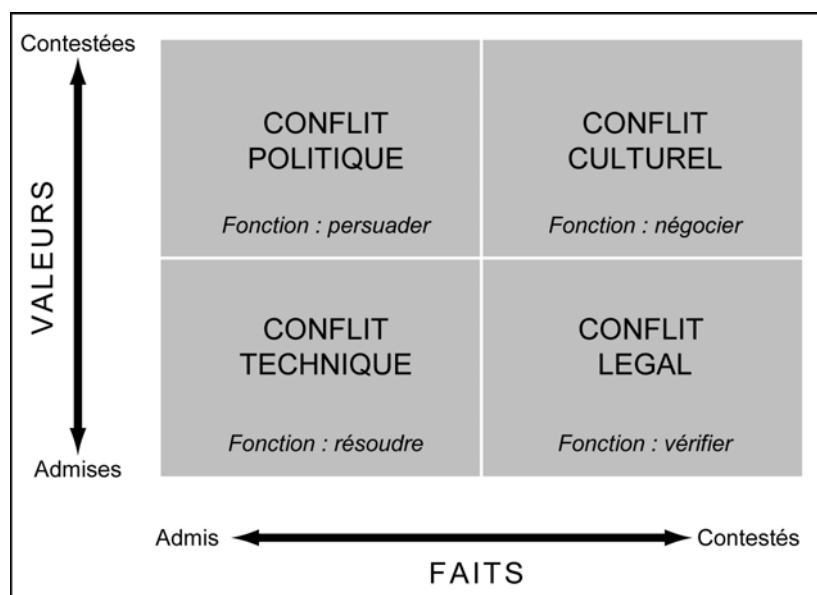 Contestées
CONFLIT
POLITIQUE
Fonction : persuader
CONFLIT
CULTUREL
Fonction : négocier
VALEURS
CONFLIT
TECHNIQUE
Fonction : résoudre
CONFLIT
LEGAL
Fonction : vérifier
Admises
Admis
Contestés
FAITS